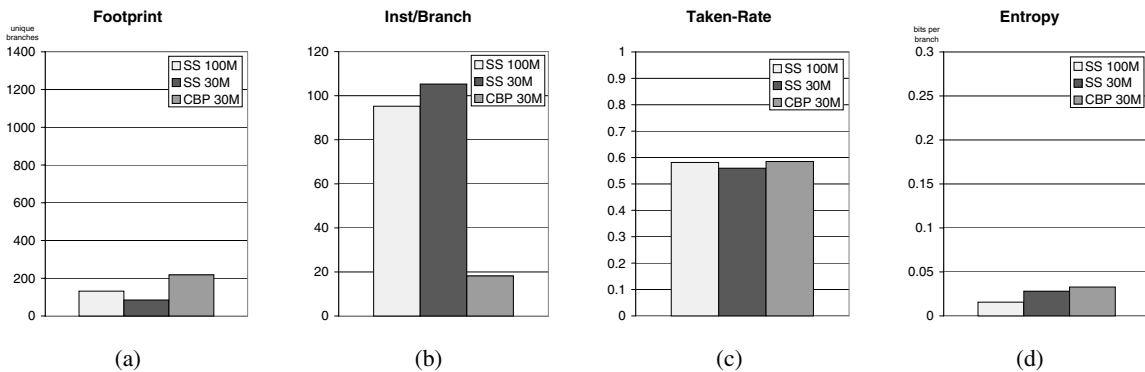 Footprint
unique
branches
1400
1200
1000
800
600
400
200
0
SS 100M
SS 30M
CBP 30M
(a)
Inst/Branch
120
100
80
60
40
20
0
SS 100M
SS 30M
CBP 30M
(b)
Taken-Rate
1
0.9
0.8
0.7
0.6
0.5
0.4
0.3
0.2
0.1
0
SS 100M
SS 30M
CBP 30M
(c)
Entropy
bits per
branch
0.3
0.25
0.2
0.15
0.1
0.05
0
SS 100M
SS 30M
CBP 30M
(d)